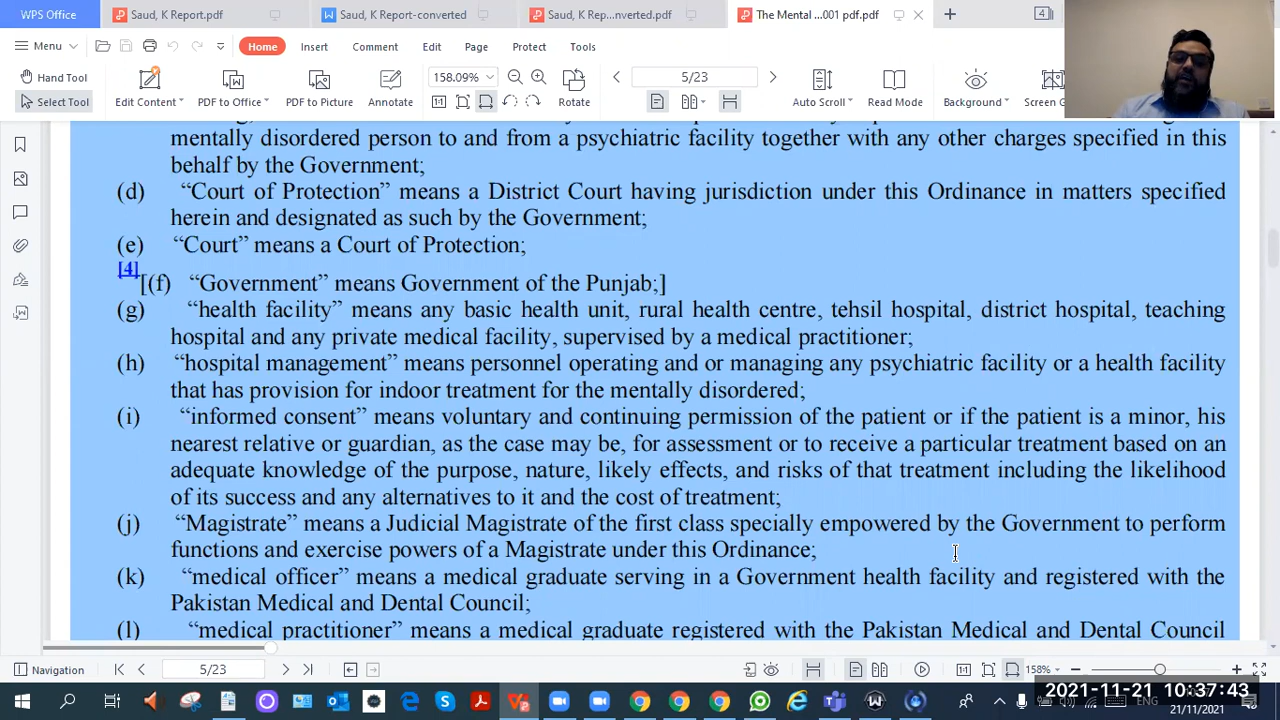 WPS Office
Saud, K Report.pdf
Saud, K Report-converted
Saud, K Rep...nverted.pdf
The Mental ...001 pdf.pdf
4
Menu
Home
Insert
Comment
Edit
Page
Protect
Tools
Hand Tool
Select Tool
Edit Content
PDF to Office
PDF to Picture
Annotate
158.09%
Rotate
5/23
Auto Scroll
Read Mode
Background
Screen G
mentally disordered person to and from a psychiatric facility together with any other charges specified in this
behalf by the Government;
(d) “Court of Protection” means a District Court having jurisdiction under this Ordinance in matters specified
herein and designated as such by the Government;
(e) “Court” means a Court of Protection;
[4][(f) “Government” means Government of the Punjab;]
(g) “health facility” means any basic health unit, rural health centre, tehsil hospital, district hospital, teaching
hospital and any private medical facility, supervised by a medical practitioner;
(h) “hospital management” means personnel operating and or managing any psychiatric facility or a health facility
that has provision for indoor treatment for the mentally disordered;
(i) “informed consent” means voluntary and continuing permission of the patient or if the patient is a minor, his
nearest relative or guardian, as the case may be, for assessment or to receive a particular treatment based on an
adequate knowledge of the purpose, nature, likely effects, and risks of that treatment including the likelihood
of its success and any alternatives to it and the cost of treatment;
(j) “Magistrate” means a Judicial Magistrate of the first class specially empowered by the Government to perform
functions and exercise powers of a Magistrate under this Ordinance;
(k) “medical officer” means a medical graduate serving in a Government health facility and registered with the
Pakistan Medical and Dental Council;
(l) “medical practitioner” means a medical graduate registered with the Pakistan Medical and Dental Council
Navigation
5/23
158%
ENG
2021-11-21 10:37:43
21/11/2021